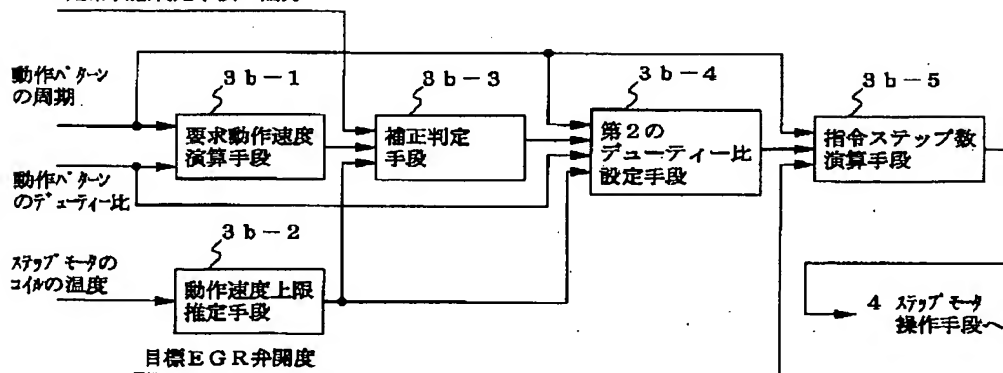 動作パターン
の周期
3b-1
要求動作速度
演算手段
3b-3
補正判定
手段
3b-4
第2の
デューティー比
設定手段
3b-5
指令ステップ数
演算手段
動作パターン
のデューティー比
3b-2
ステップモータの
コイルの温度
動作速度上限
推定手段
4 ステップモータ
操作手段へ
目標EGR弁開度